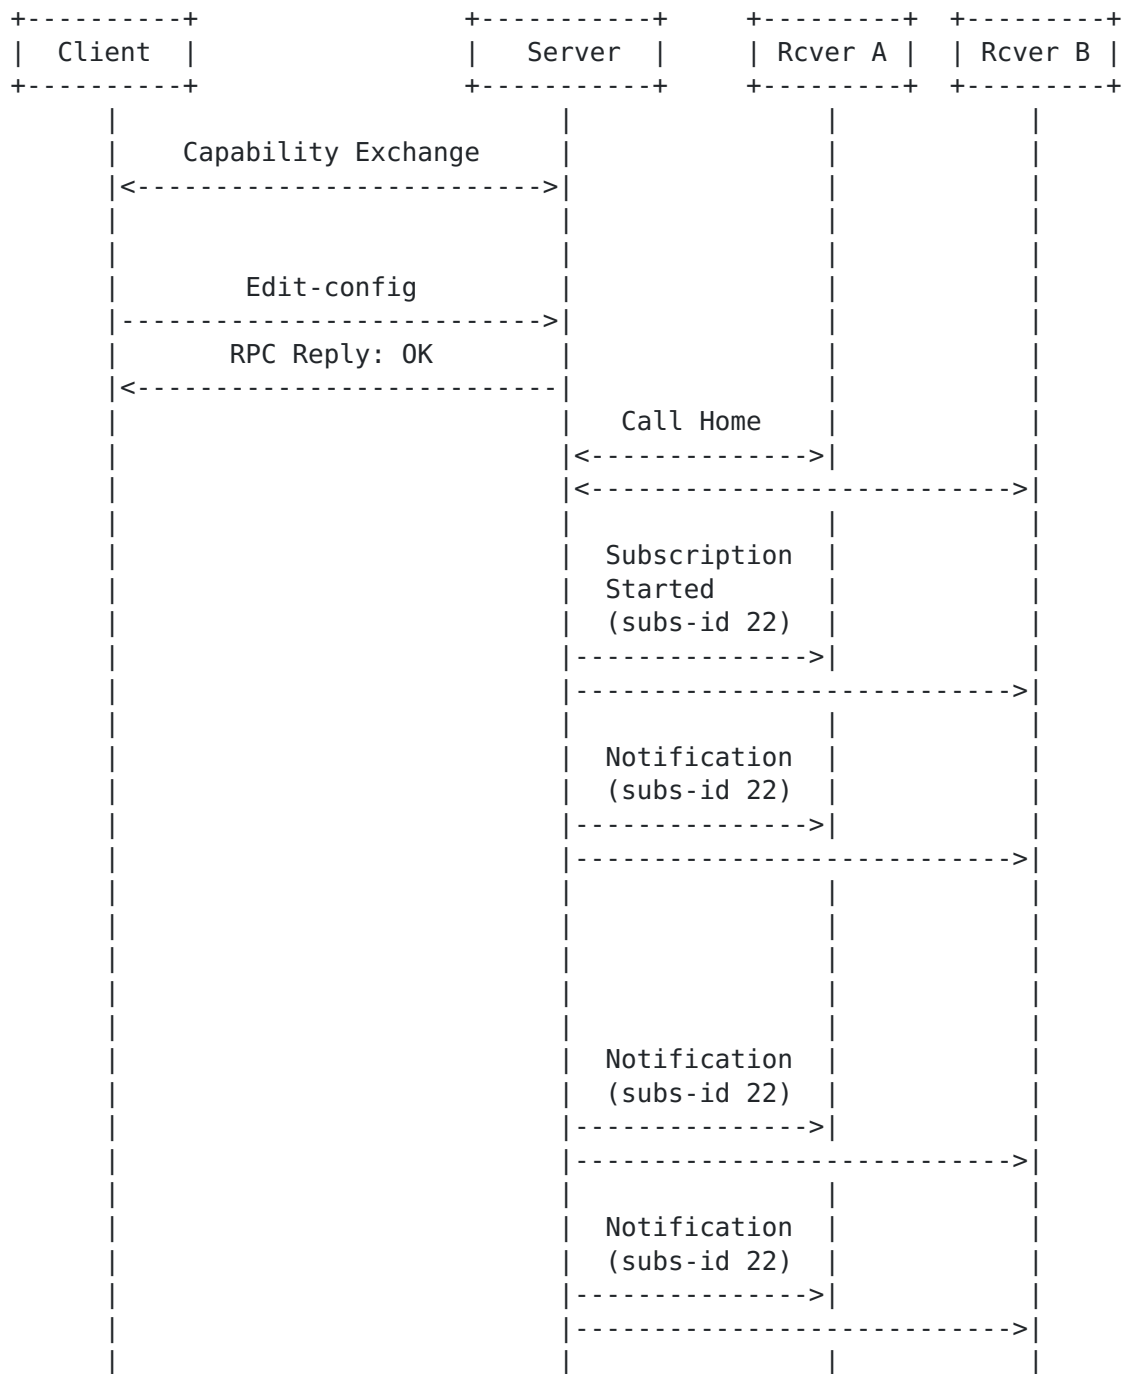 Client Server Rcver A Rcver B
Capability Exchange
Edit-config
RPC Reply: OK
Call Home
Subscription
Started
(subs-id 22)
Notification
(subs-id 22)
Notification
(subs-id 22)
Notification
(subs-id 22)